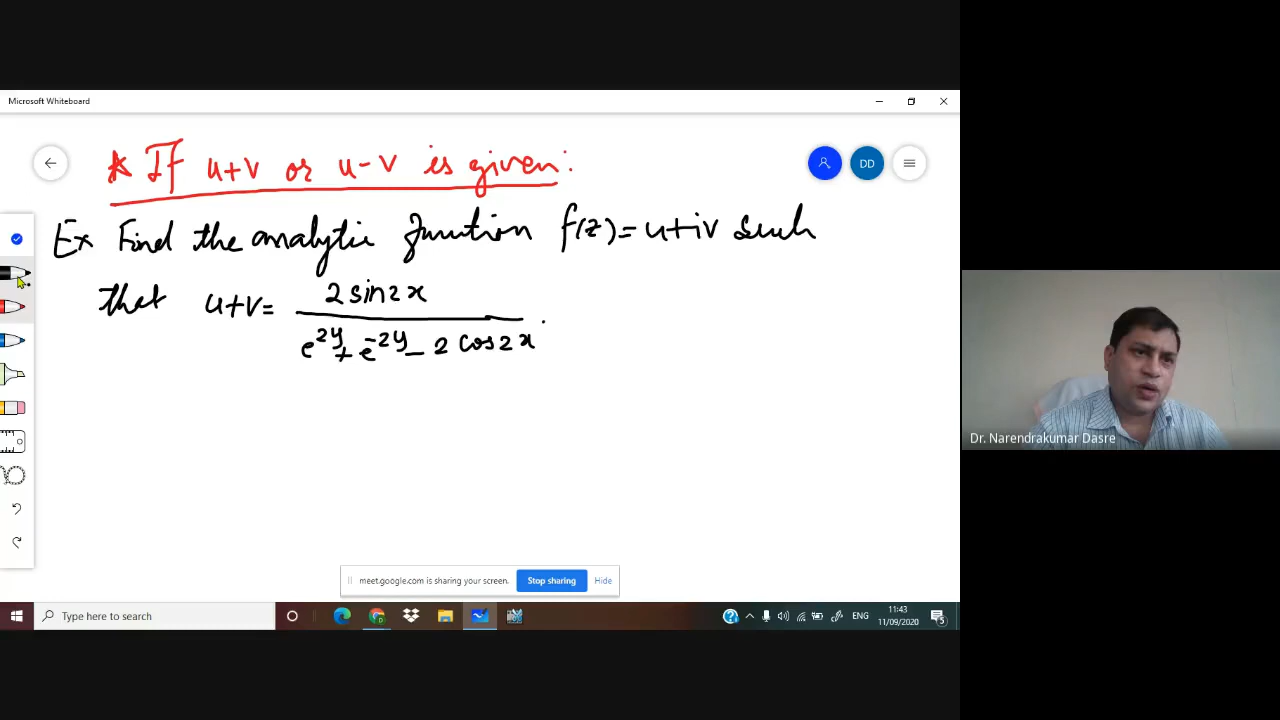 Microsoft Whiteboard
* If u+v or u-v is given:
Ex Find the analytic function f(z)=u+iv such
that u+v= 2 sin2x
e^2y + e^-2y - 2 cos2x.
DD
Dr. Narendrakumar Dasre
meet.google.com is sharing your screen.
Stop sharing
Hide
Type here to search
ENG
11:43
11/09/2020
5